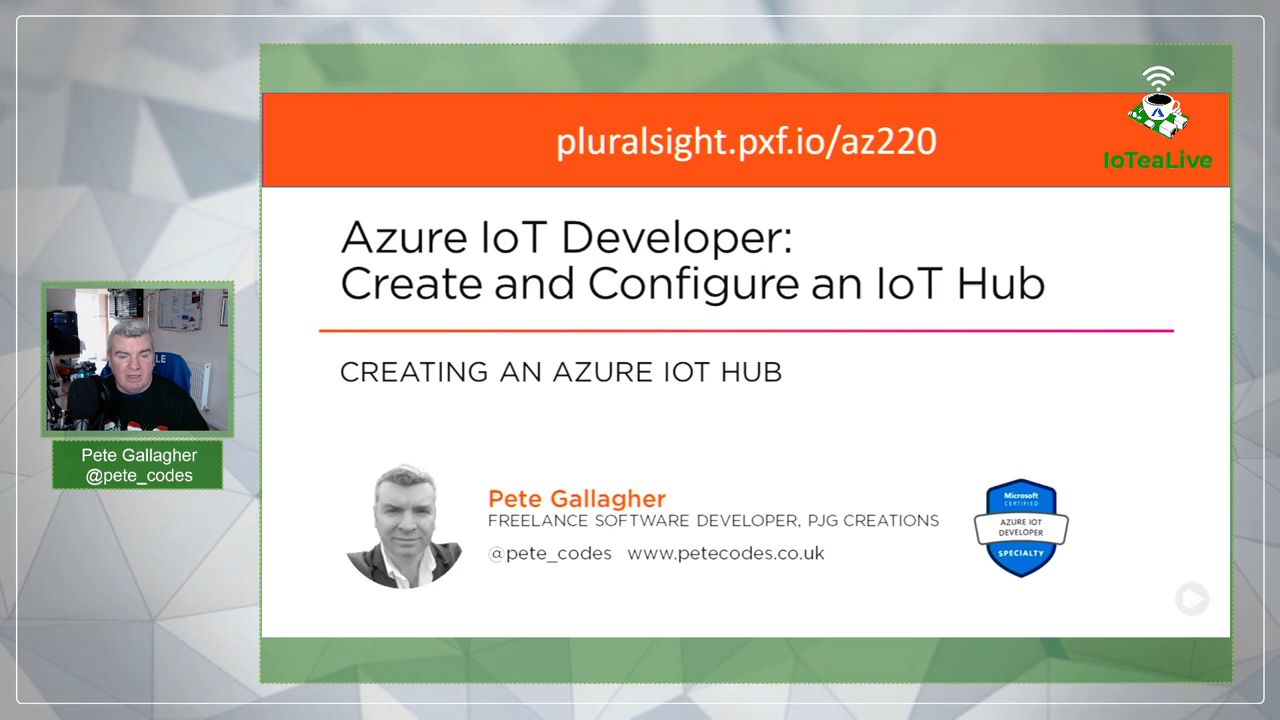 pluralsight.pxf.io/az220
IoTeaLive
Azure IoT Developer:
Create and Configure an IoT Hub
CREATING AN AZURE IOT HUB
Pete Gallagher
@pete_codes
Pete Gallagher
FREELANCE SOFTWARE DEVELOPER, PJG CREATIONS
@pete_codes www.petecodes.co.uk
Microsoft
CERTIFIED
AZURE IOT
DEVELOPER
SPECIALTY